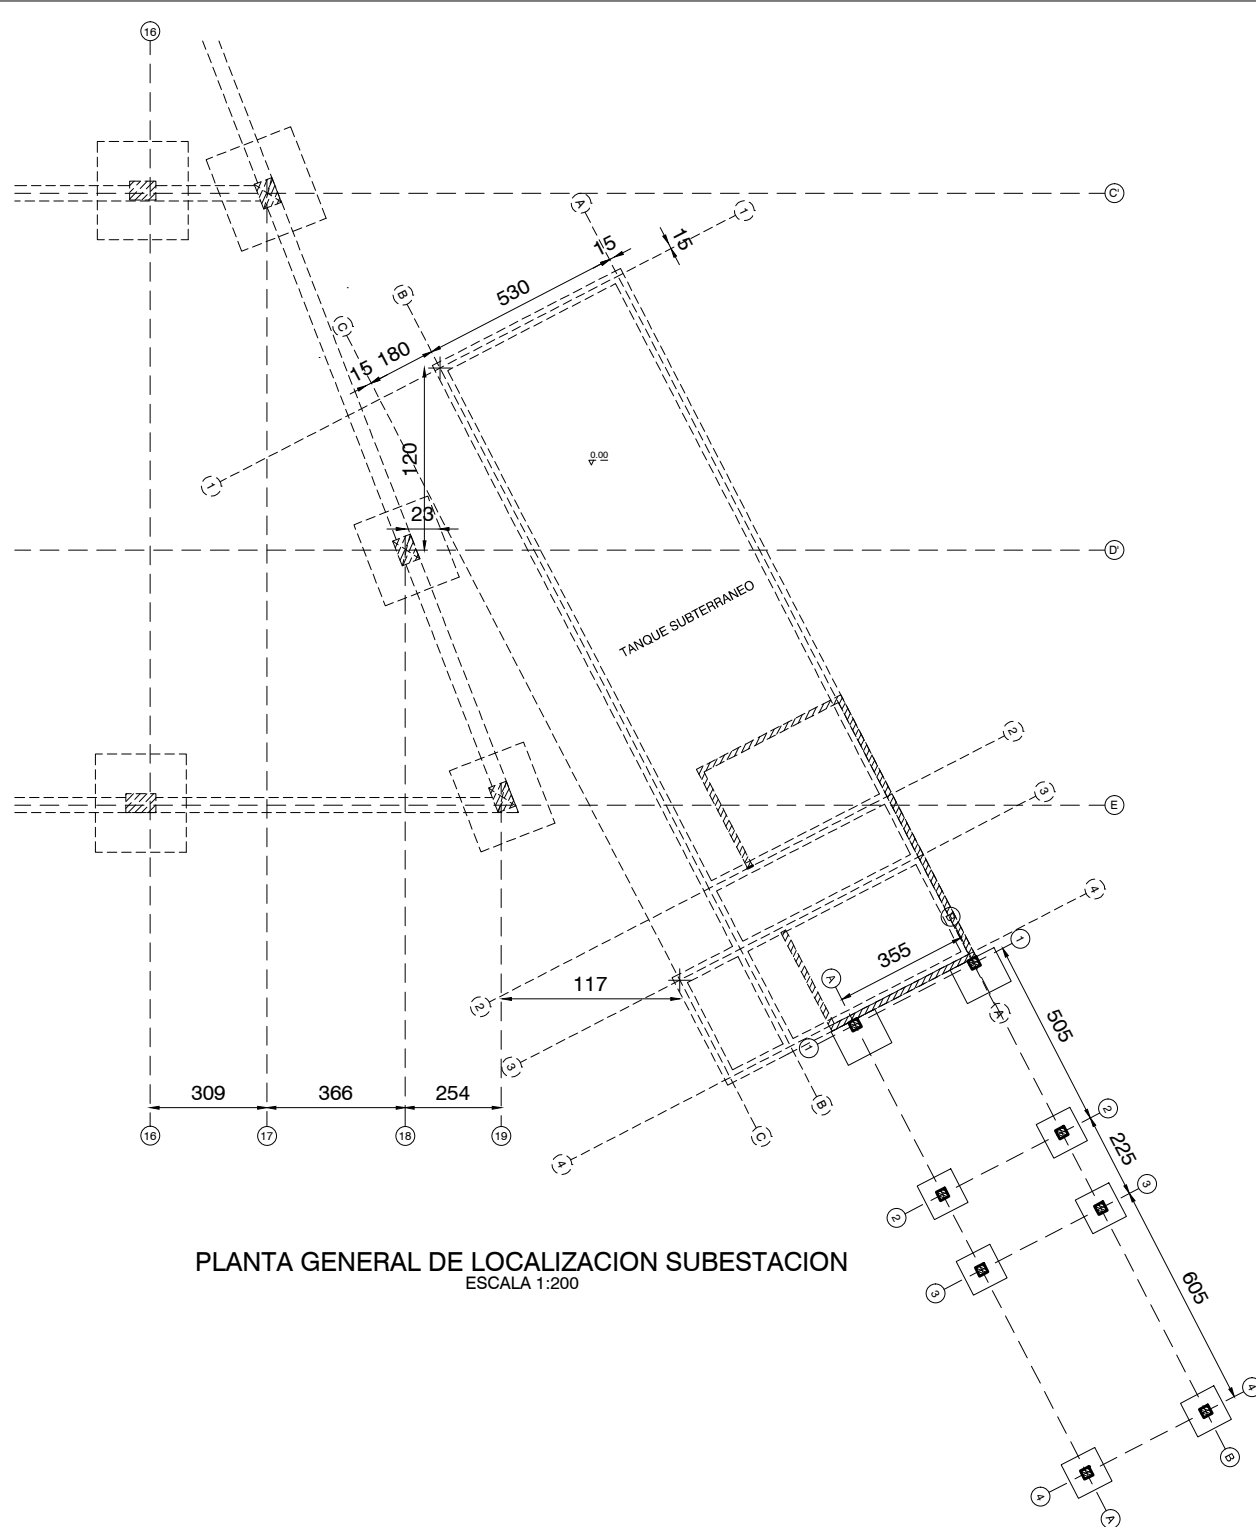 16
C'
A
1
15
15
530
B
C
180
15
120
1
0.00
23
D'
TANQUE SUBTERRANEO
2
3
E
4
B
1
355
A
2
117
A
505
1
3
309
366
254
B
2
16
17
18
19
C
225
4
3
2
PLANTA GENERAL DE LOCALIZACION SUBESTACION
ESCALA 1:200
3
605
4
B
4
A